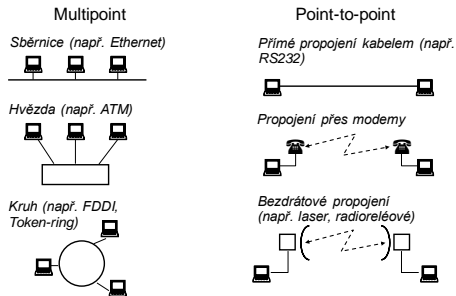 Multipoint
Sběrnice (např. Ethernet)
Hvězda (např. ATM)
Kruh (např. FDDI,
Token-ring)
Point-to-point
Přímé propojení kabelem (např.
RS232)
Propojení přes modemy
Bezdrátové propojení
(např. laser, radioreléové)